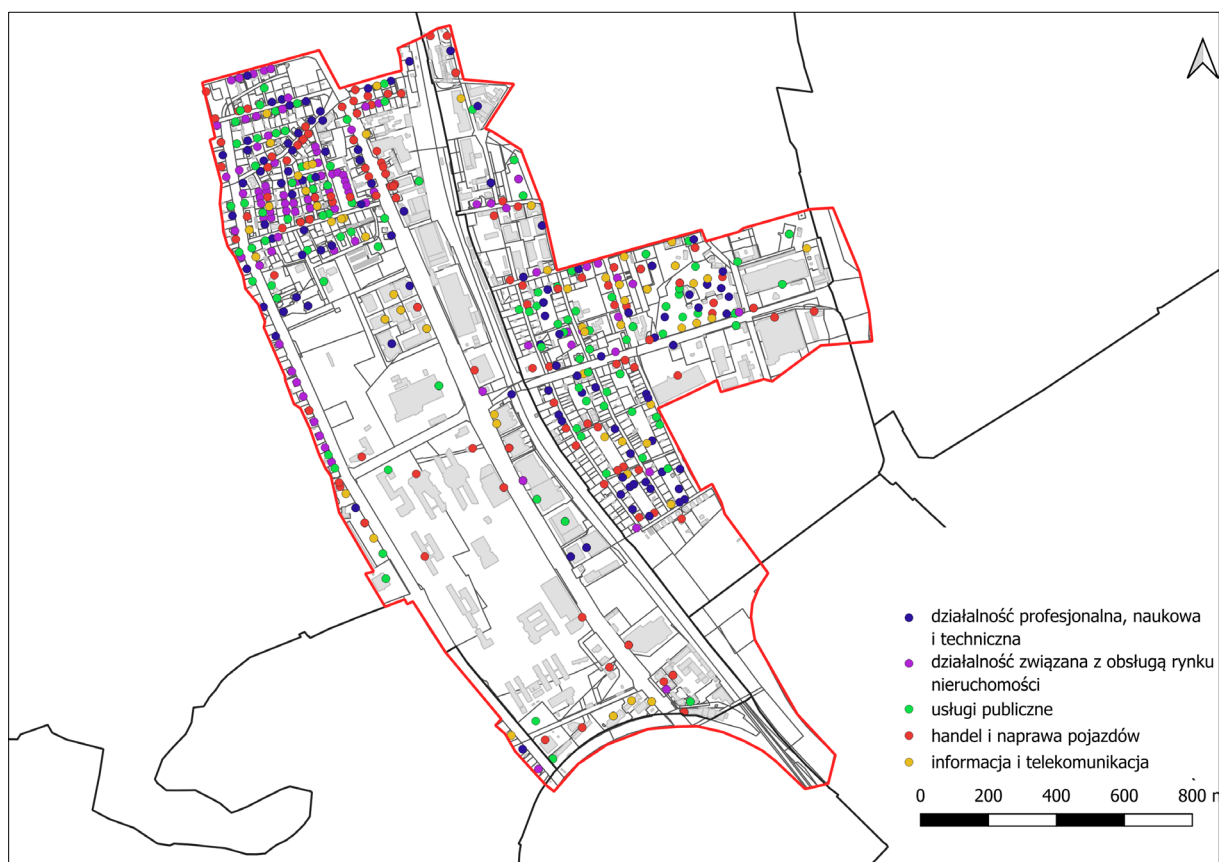 działalność profesjonalna, naukowa
i techniczna
działalność związana z obsługą rynku
nieruchomości
usługi publiczne
handel i naprawa pojazdów
informacja i telekomunikacja
0 200 400 600 800 m